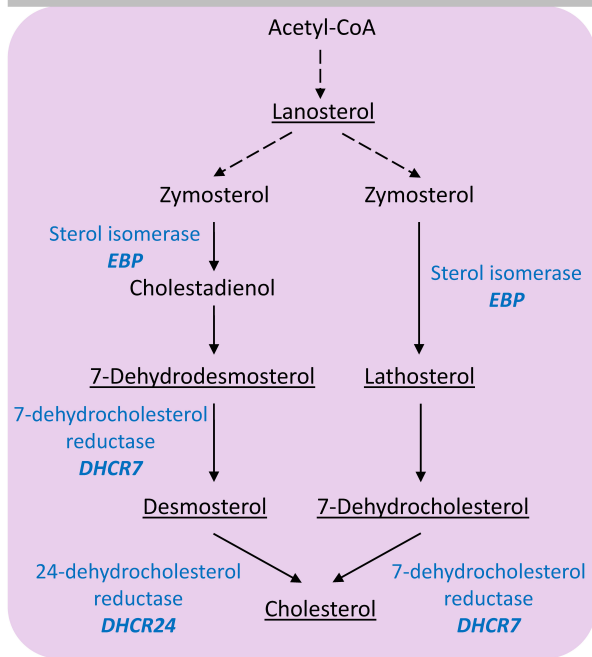 Acetyl-CoA
Lanosterol
Zymosterol
Zymosterol
Sterol isomerase
EBP
Sterol isomerase
EBP
Cholestadienol
7-Dehydrodesmosterol
Lathosterol
7-dehydrocholesterol
reductase
DHCR7
Desmosterol
7-Dehydrocholesterol
24-dehydrocholesterol
reductase
DHCR24
Cholesterol
7-dehydrocholesterol
reductase
DHCR7